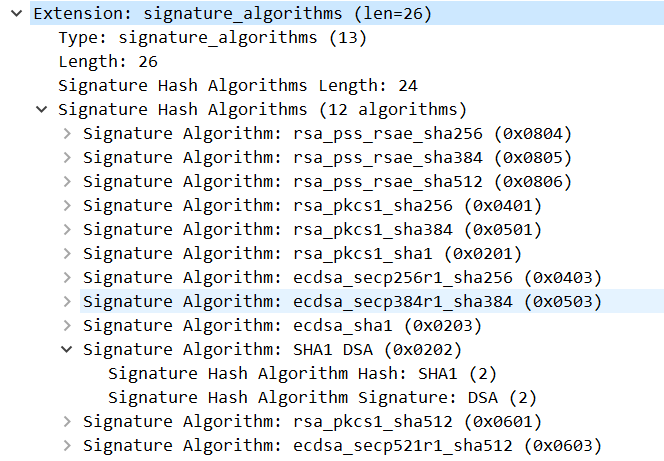 Extension: signature_algorithms (len=26)
Type: signature_algorithms (13)
Length: 26
Signature Hash Algorithms Length: 24
Signature Hash Algorithms (12 algorithms)
Signature Algorithm: rsa_pss_rsae_sha256 (0x0804)
Signature Algorithm: rsa_pss_rsae_sha384 (0x0805)
Signature Algorithm: rsa_pss_rsae_sha512 (0x0806)
Signature Algorithm: rsa_pkcs1_sha256 (0x0401)
Signature Algorithm: rsa_pkcs1_sha384 (0x0501)
Signature Algorithm: rsa_pkcs1_sha1 (0x0201)
Signature Algorithm: ecdsa_secp256r1_sha256 (0x0403)
Signature Algorithm: ecdsa_secp384r1_sha384 (0x0503)
Signature Algorithm: ecdsa_sha1 (0x0203)
Signature Algorithm: SHA1 DSA (0x0202)
Signature Hash Algorithm Hash: SHA1 (2)
Signature Hash Algorithm Signature: DSA (2)
Signature Algorithm: rsa_pkcs1_sha512 (0x0601)
Signature Algorithm: ecdsa_secp521r1_sha512 (0x0603)